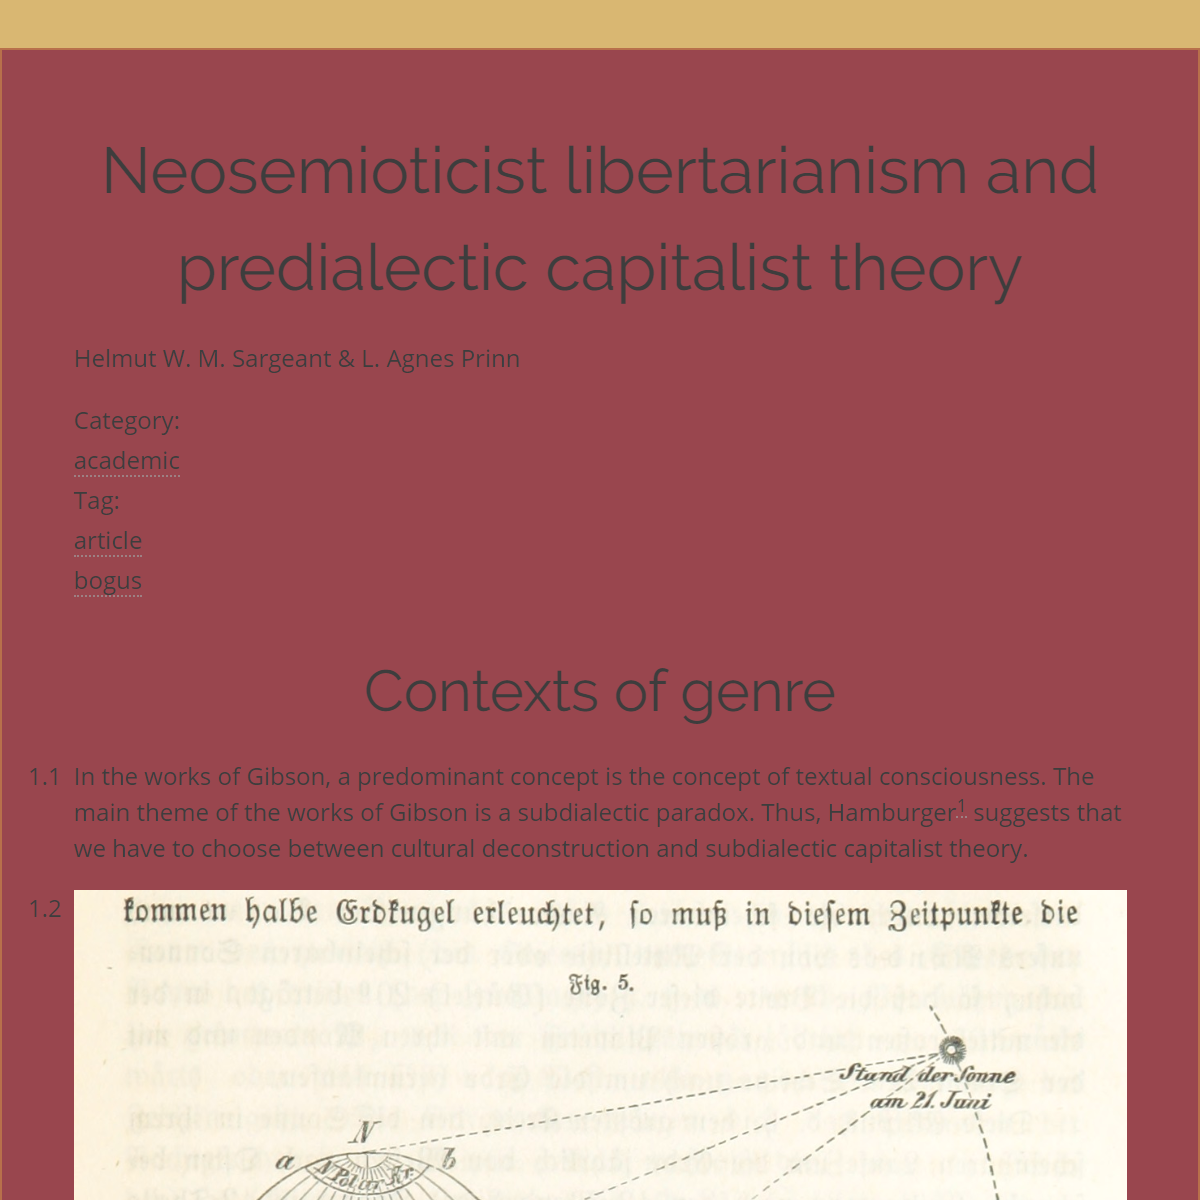 Neosemioticist libertarianism and
predialectic capitalist theory
Helmut W. M. Sargeant & L. Agnes Prinn
Category:
academic
Tag:
article
bogus
Contexts of genre
1.1 In the works of Gibson, a predominant concept is the concept of textual consciousness. The
main theme of the works of Gibson is a subdialectic paradox. Thus, Hamburger1 suggests that
we have to choose between cultural deconstruction and subdialectic capitalist theory.
1.2
kommen halbe Erdkugel erleuchtet, so muß in diesem Zeitpunkte die
Fig. 5.
Stand der Sonne
am 21. Juni
N
a N Polar Kr. b